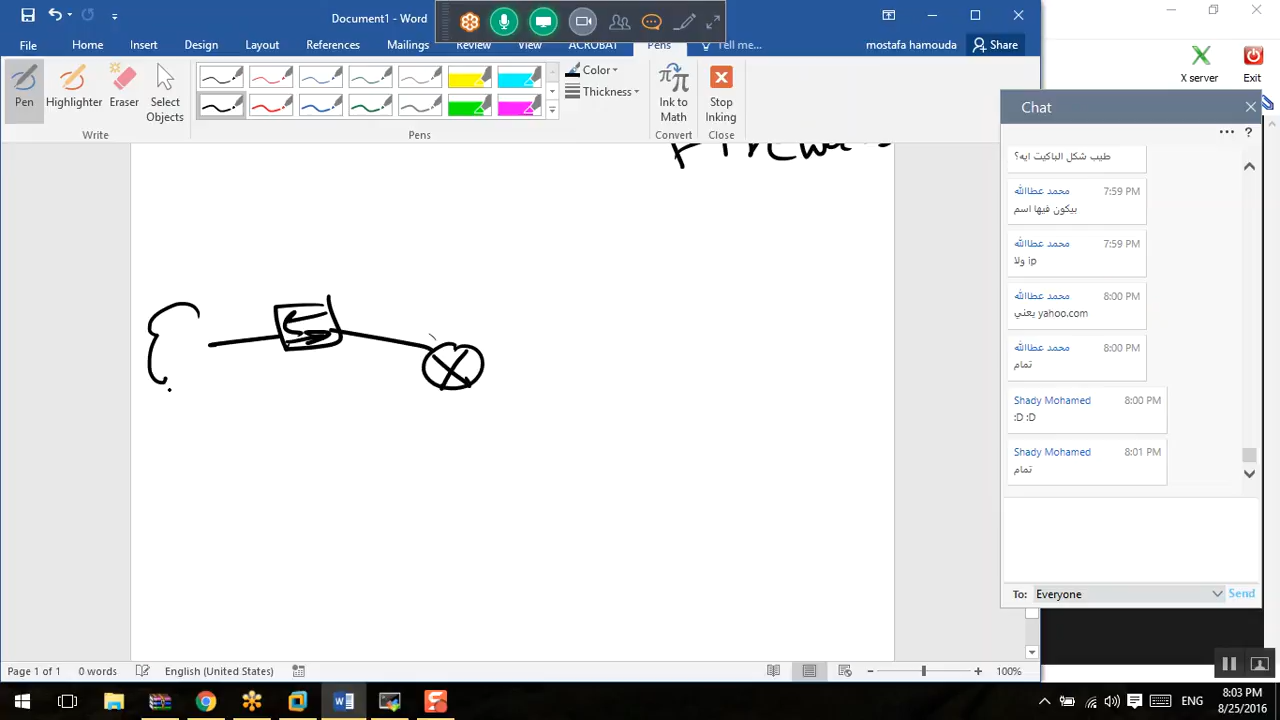 Document1 - Word
X server
Exit
File
Home
Insert
Design
Layout
References
Mailings
Review
View
ACROBAT
Pens
Tell me...
mostafa hamouda
Share
Pen
Highlighter
Eraser
Select Objects
Color
Thickness
Ink to Math
Stop Inking
Write
Pens
Convert
Close
Chat
طيب شكل الباكيت ايه؟
محمد عطاالله 7:59 PM
بيكون فيها اسم
محمد عطاالله 7:59 PM
ولا ip
محمد عطاالله 8:00 PM
يعني yahoo.com
محمد عطاالله 8:00 PM
تمام
Shady Mohamed 8:00 PM
:D :D
Shady Mohamed 8:01 PM
تمام
To: Everyone Send
Page 1 of 1 0 words English (United States) 100%
ENG 8:03 PM
8/25/2016